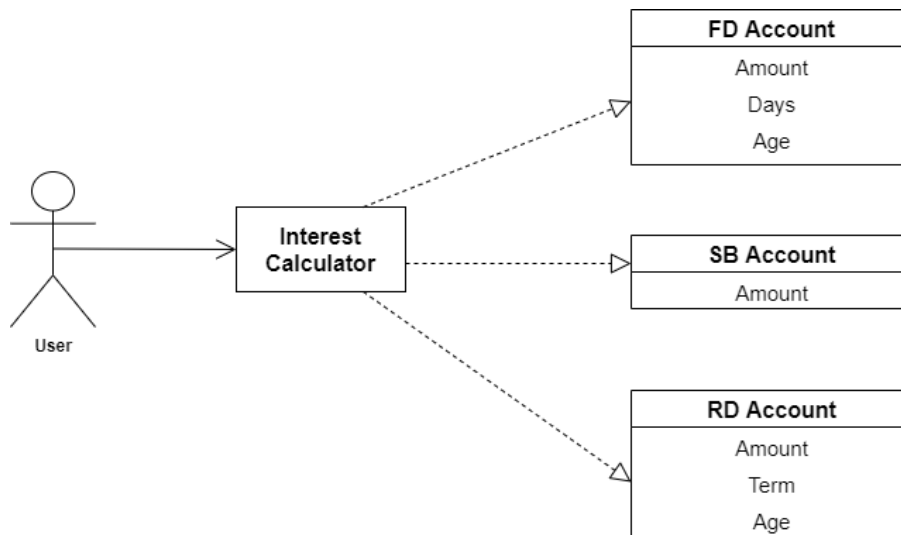 FD Account
Amount
Days
Age
Interest
Calculator
SB Account
Amount
User
RD Account
Amount
Term
Age